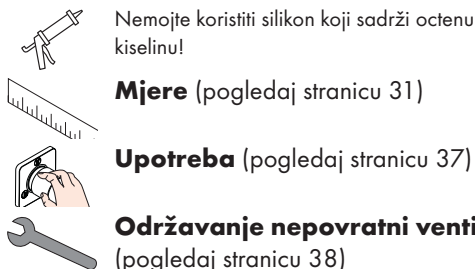 Nemojte koristiti silikon koji sadrži octenu
kiselinu!
Mjere (pogledaj stranicu 31)
Upotreba (pogledaj stranicu 37)
Održavanje nepovratni
(pogledaj stranicu 38)